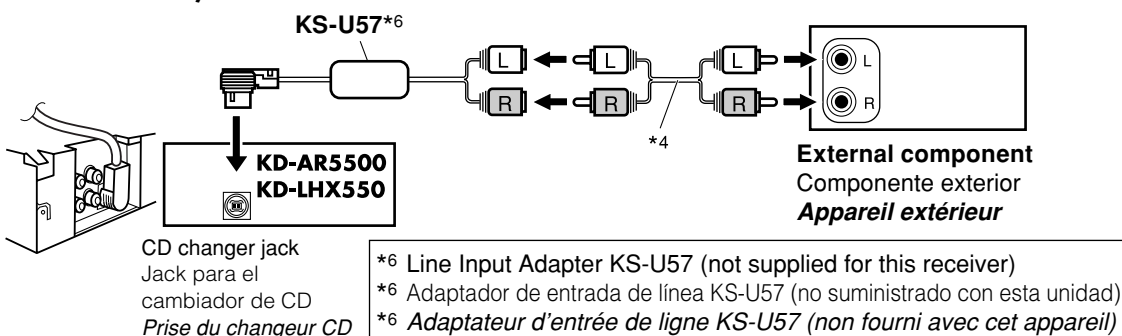 KS-U57*6
L
L
L
L
R
R
R
R
*4
KD-AR5500
KD-LHX550
External component
Componente exterior
Appareil extérieur
CD changer jack
Jack para el
cambiador de CD
Prise du changeur CD
*6 Line Input Adapter KS-U57 (not supplied for this receiver)
*6 Adaptador de entrada de línea KS-U57 (no suministrado con esta unidad)
*6 Adaptateur d'entrée de ligne KS-U57 (non fourni avec cet appareil)